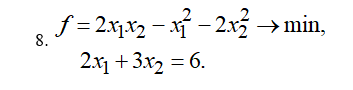 8. f = 2x₁x₂ − x₁² − 2x₂² → min,
2x₁ + 3x₂ = 6.